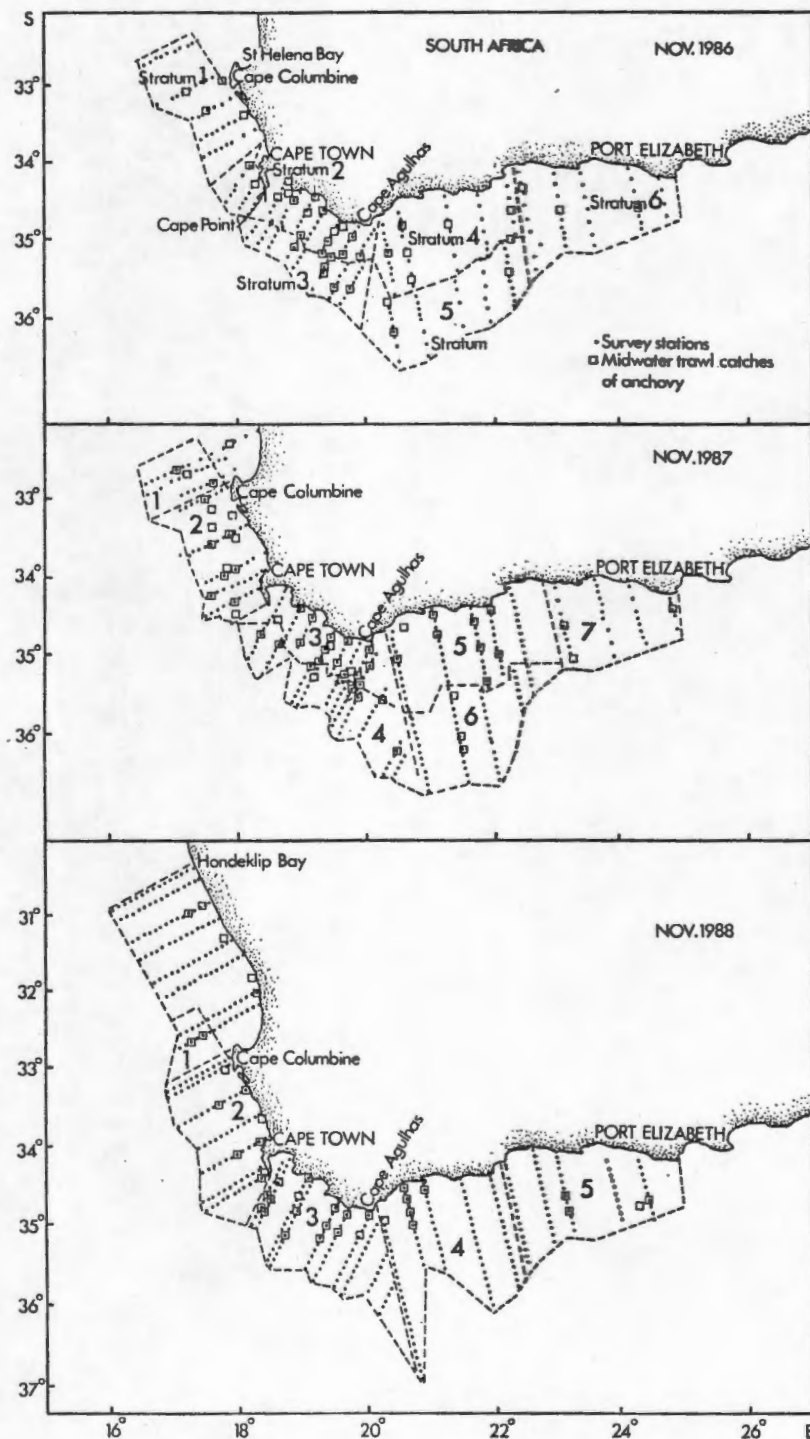 S
SOUTH AFRICA
NOV. 1986
St Helena Bay
Stratum 1
Cape Columbine
33°
34°
CAPE TOWN
Stratum 2
Cape Agulhas
PORT ELIZABETH
Cape Point
35°
Stratum 4
Stratum 6
Stratum 3
36°
5
Stratum
Survey stations
Midwater trawl catches
of anchovy
NOV. 1987
33°
1
Cape Columbine
2
34°
CAPE TOWN
Cape Agulhas
PORT ELIZABETH
3
5
7
35°
36°
4
6
Hondeklip Bay
31°
NOV. 1988
32°
33°
1
Cape Columbine
2
34°
CAPE TOWN
Cape Agulhas
PORT ELIZABETH
35°
3
4
5
36°
37°
16°
18°
20°
22°
24°
26°
E